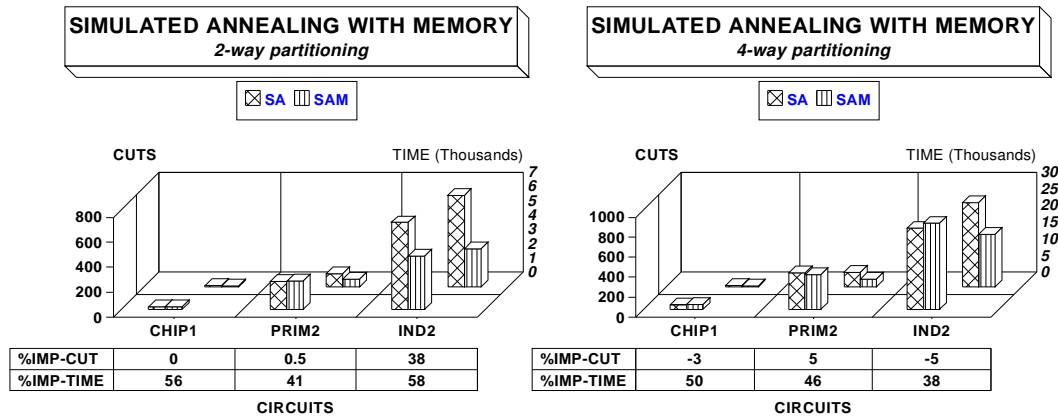 SIMULATED ANNEALING WITH MEMORY
2-way partitioning
SA SAM
CUTS
TIME (Thousands)
7
6
5
4
3
2
1
0
800
600
400
200
0
CHIP1 PRIM2 IND2
%IMP-CUT 0 0.5 38
%IMP-TIME 56 41 58
CIRCUITS
SIMULATED ANNEALING WITH MEMORY
4-way partitioning
SA SAM
CUTS
TIME (Thousands)
30
25
20
15
10
5
0
1000
800
600
400
200
0
CHIP1 PRIM2 IND2
%IMP-CUT -3 5 -5
%IMP-TIME 50 46 38
CIRCUITS